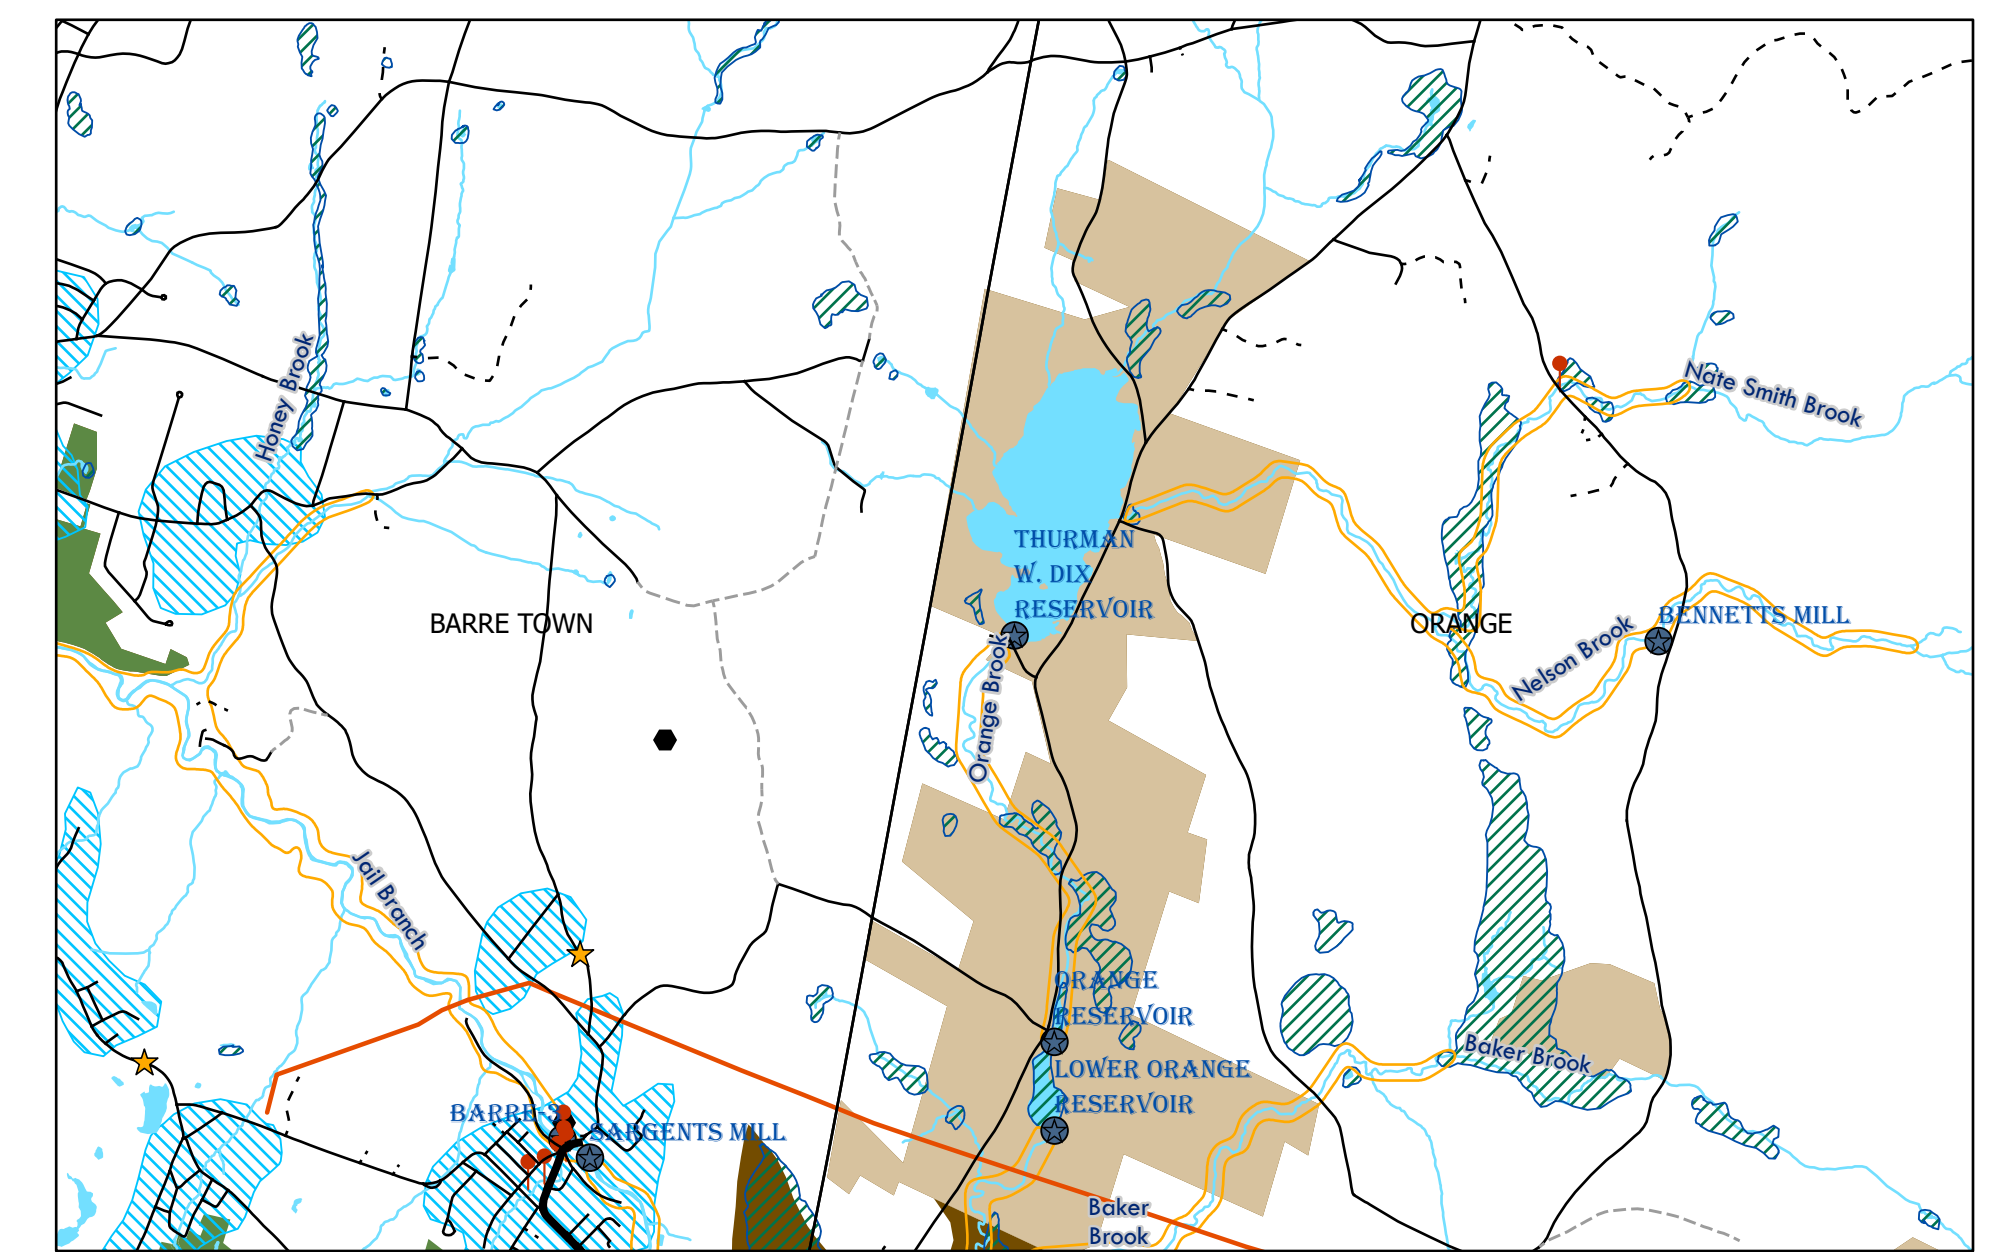 Honey Brook
Nate Smith Brook
THURMAN
W. DIX
RESERVOIR
BARRE TOWN
ORANGE
BENNETTS MILL
Nelson Brook
Orange Brook
Jail Branch
ORANGE
RESERVOIR
Baker Brook
LOWER ORANGE
RESERVOIR
BARRE-3
SARGENTS MILL
Baker
Brook